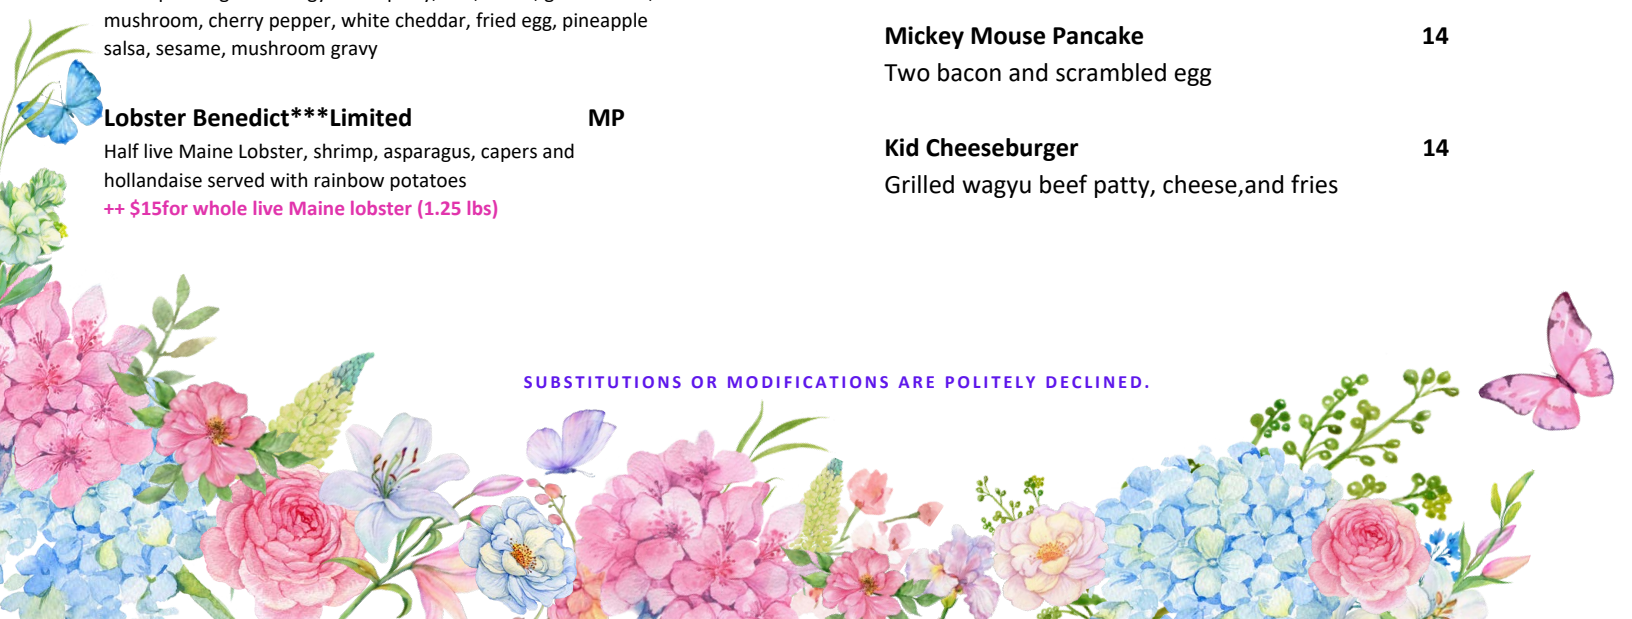 mushroom, cherry pepper, white cheddar, fried egg, pineapple
salsa, sesame, mushroom gravy
Lobster Benedict***Limited MP
Half live Maine Lobster, shrimp, asparagus, capers and
hollandaise served with rainbow potatoes
++ $15for whole live Maine lobster (1.25 lbs)
Mickey Mouse Pancake 14
Two bacon and scrambled egg
Kid Cheeseburger 14
Grilled wagyu beef patty, cheese,and fries
SUBSTITUTIONS OR MODIFICATIONS ARE POLITELY DECLINED.